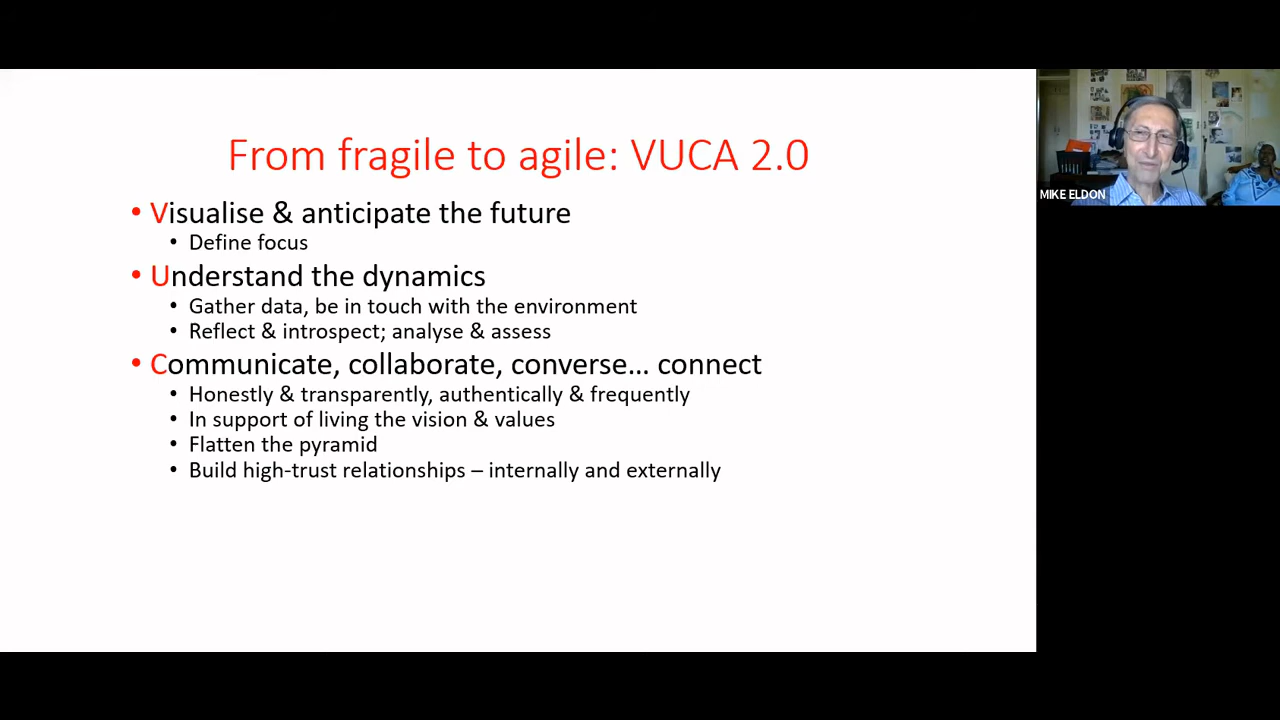 From fragile to agile: VUCA 2.0
• Visualise & anticipate the future
• Define focus
• Understand the dynamics
• Gather data, be in touch with the environment
• Reflect & introspect; analyse & assess
• Communicate, collaborate, converse... connect
• Honestly & transparently, authentically & frequently
• In support of living the vision & values
• Flatten the pyramid
• Build high-trust relationships – internally and externally
MIKE ELDON